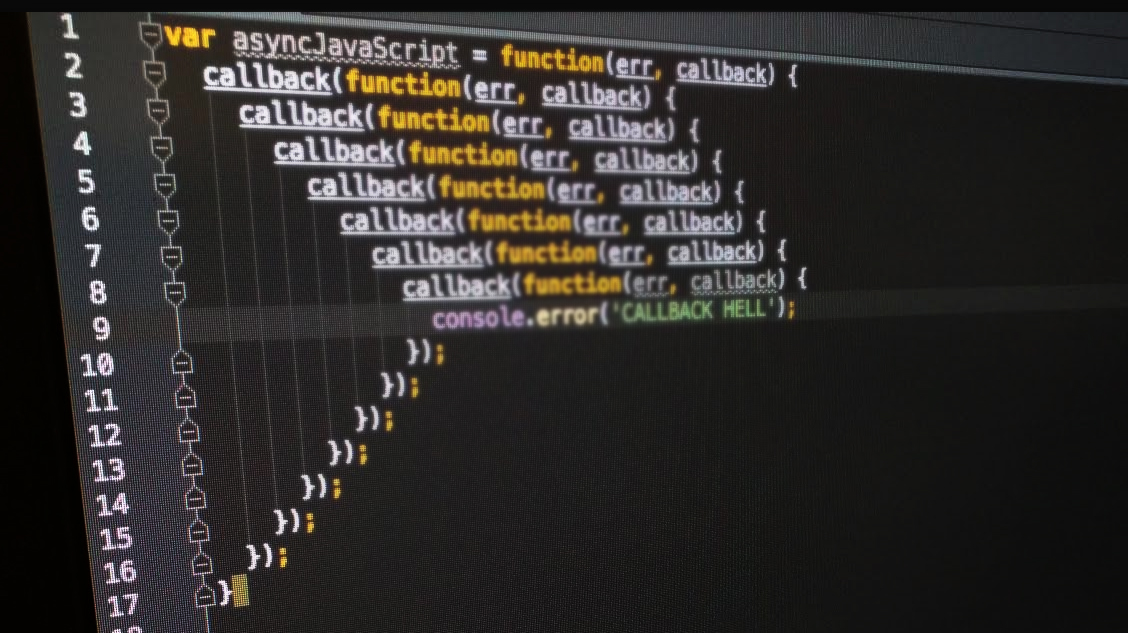 1 var asyncJavaScript = function(err, callback) {
2 callback(function(err, callback) {
3 callback(function(err, callback) {
4 callback(function(err, callback) {
5 callback(function(err, callback) {
6 callback(function(err, callback) {
7 callback(function(err, callback) {
8 callback(function(err, callback) {
9 console.error('CALLBACK HELL');
10 });
11 });
12 });
13 });
14 });
15 });
16 });
17 }